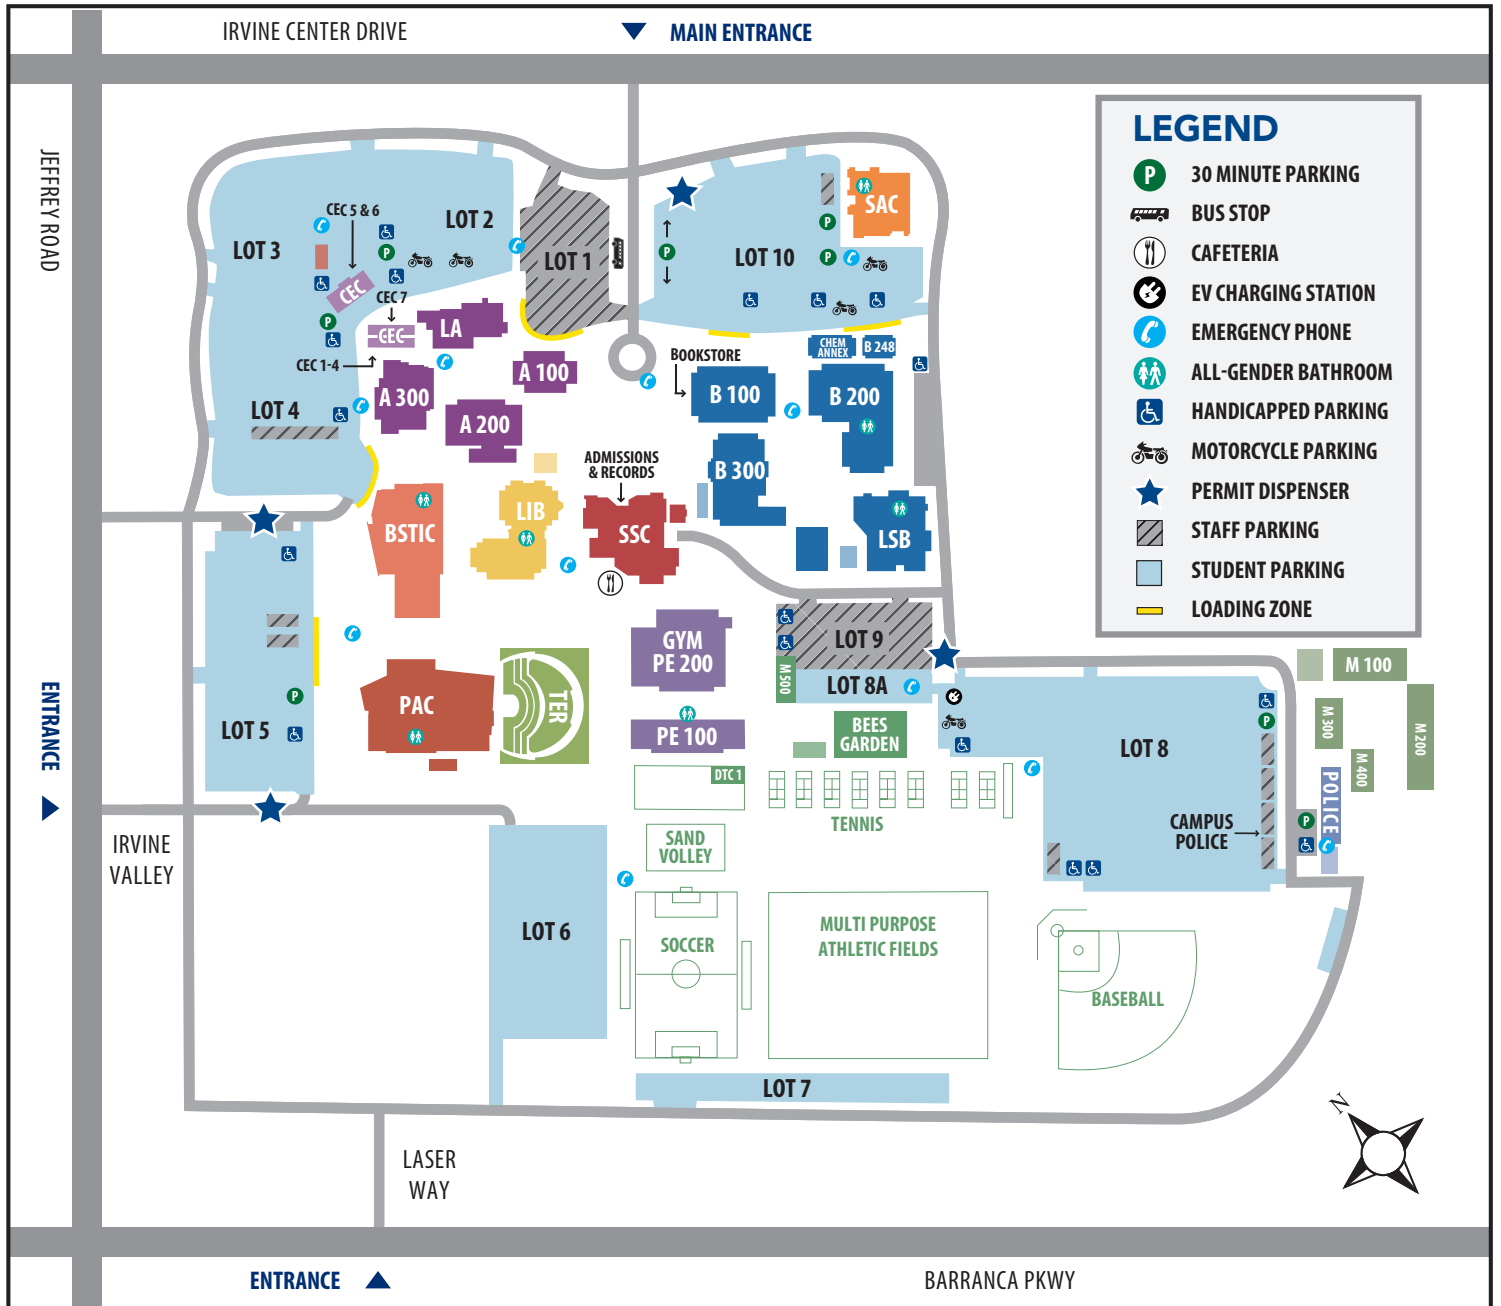 IRVINE CENTER DRIVE
MAIN ENTRANCE
JEFFREY ROAD
LEGEND
P 30 MINUTE PARKING
BUS STOP
CAFETERIA
EV CHARGING STATION
EMERGENCY PHONE
ALL-GENDER BATHROOM
HANDICAPPED PARKING
MOTORCYCLE PARKING
PERMIT DISPENSER
STAFF PARKING
STUDENT PARKING
LOADING ZONE
CEC 5 & 6
LOT 2
LOT 3
P
CEC
CEC 7
P
CEC
CEC 1-4
LA
LOT 1
P
LOT 10
P
P
SAC
LOT 4
A 300
A 100
A 200
BOOKSTORE
B 100
CHEM
ANNEX
B 248
B 200
B 300
ADMISSIONS
& RECORDS
SSC
LIB
BSTIC
LSB
LOT 9
LOT 8A
M 500
GYM
PE 200
PE 100
BEES
GARDEN
DTC 1
TENNIS
PAC
TER
P
LOT 5
ENTRANCE
IRVINE
VALLEY
LOT 6
SAND
VOLLEY
SOCCER
MULTI PURPOSE
ATHLETIC FIELDS
BASEBALL
LOT 7
LOT 8
P
CAMPUS
POLICE
P
POLICE
M 100
M 300
M 200
M 400
N
LASER
WAY
ENTRANCE
BARRANCA PKWY